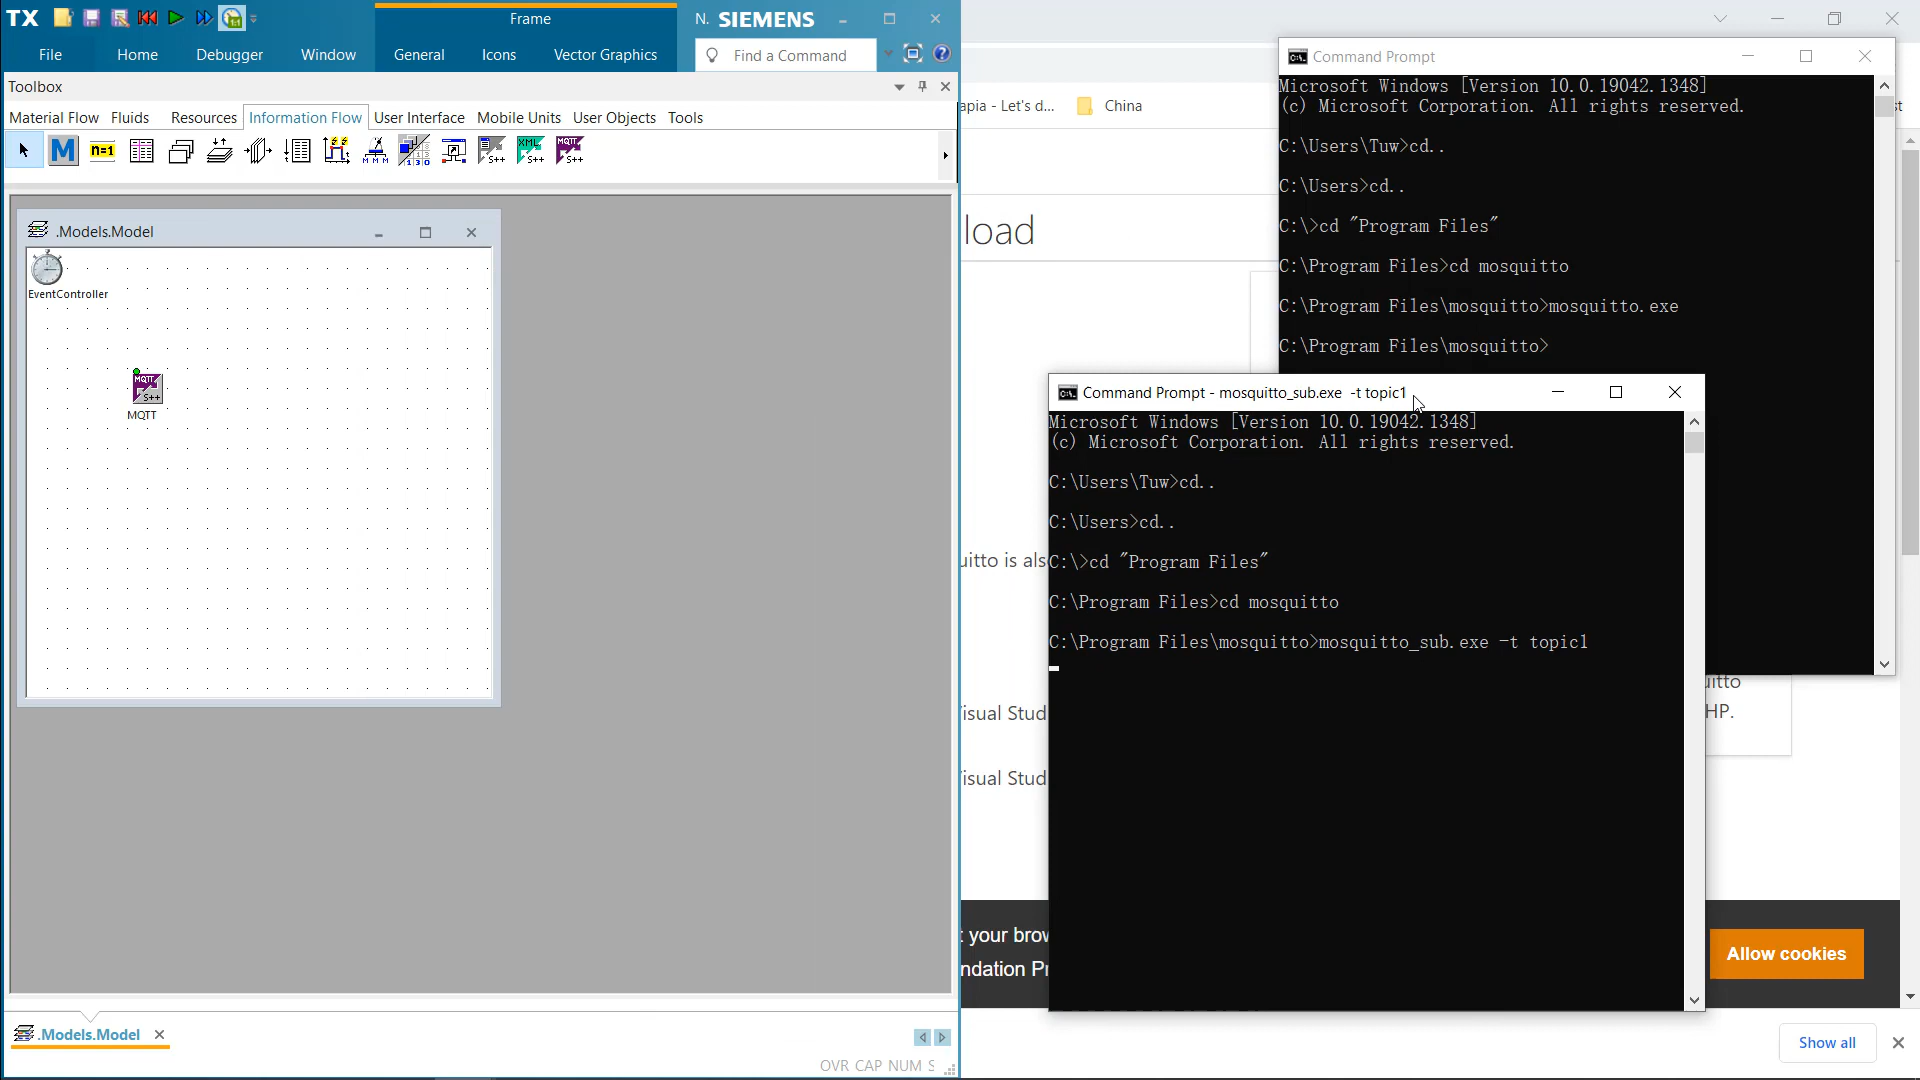 TX
Frame
N. SIEMENS
File
Home
Debugger
Window
General
Icons
Vector Graphics
Find a Command
Toolbox
Material Flow
Fluids
Resources
Information Flow
User Interface
Mobile Units
User Objects
Tools
M
n=1
S++
XML
S++
MQTT
S++
.Models.Model
EventController
MQTT
S++
MQTT
.Models.Model
OVR CAP NUM S
apia - Let's d...
China
load
uitto is als
isual Stud
isual Stud
uitto
HP.
your brow
ndation Pr
Allow cookies
Show all
Command Prompt
Microsoft Windows [Version 10.0.19042.1348]
(c) Microsoft Corporation. All rights reserved.
C:\Users\Tuw>cd..
C:\Users>cd..
C:\>cd "Program Files"
C:\Program Files>cd mosquitto
C:\Program Files\mosquitto>mosquitto.exe
C:\Program Files\mosquitto>
Command Prompt - mosquitto_sub.exe -t topic1
Microsoft Windows [Version 10.0.19042.1348]
(c) Microsoft Corporation. All rights reserved.
C:\Users\Tuw>cd..
C:\Users>cd..
C:\>cd "Program Files"
C:\Program Files>cd mosquitto
C:\Program Files\mosquitto>mosquitto_sub.exe -t topic1